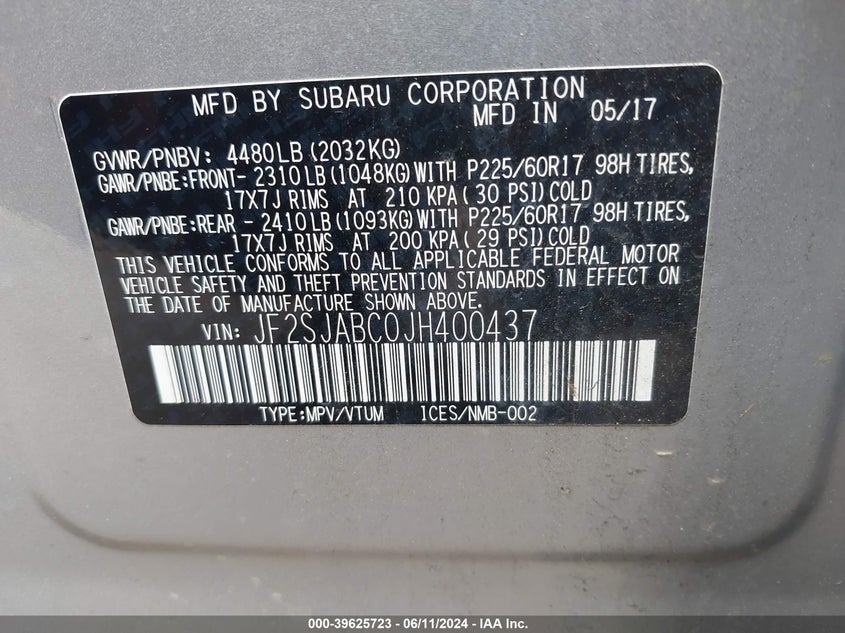 MFD BY SUBARU CORPORATION
MFD IN 05/17
GVWR/PNBV: 4480LB (2032KG)
GAWR/PNBE:FRONT- 2310 LB (1048KG) WITH P225/60R17 98H TIRES,
17X7J RIMS AT 210 KPA ( 30 PSI) COLD
GAWR/PNBE:REAR - 2410 LB (1093KG) WITH P225/60R17 98H TIRES,
17X7J RIMS AT 200 KPA ( 29 PSI) COLD
THIS VEHICLE CONFORMS TO ALL APPLICABLE FEDERAL MOTOR
VEHICLE SAFETY AND THEFT PREVENTION STANDARDS IN EFFECT ON
THE DATE OF MANUFACTURE SHOWN ABOVE.
VIN: JF2SJABC0JH400437
TYPE:MPV/VTUM ICES/NMB-002
000-39625723 - 06/11/2024 - IAA Inc.